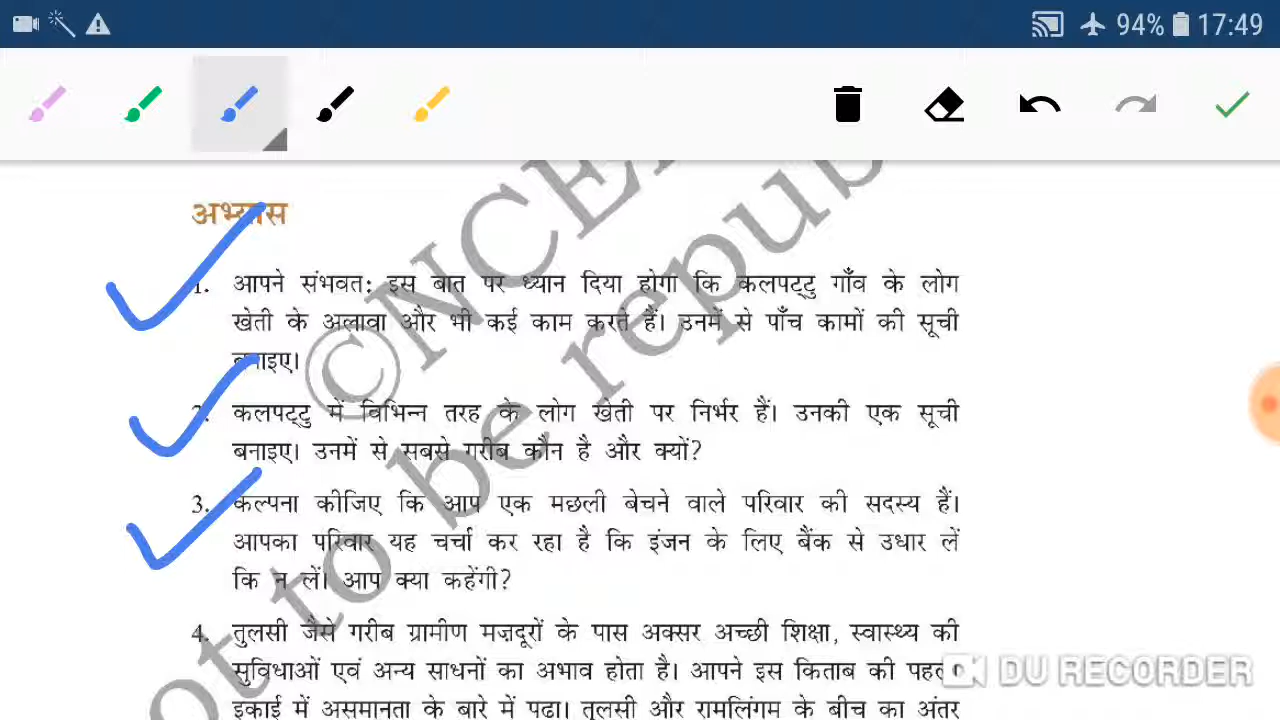 94% 17:49
अभ्यास
1. आपने संभवत: इस बात पर ध्यान दिया होगा कि कलपट्टु गाँव के लोग
खेती के अलावा और भी कई काम करते हैं। उनमें से पाँच कामों की सूची
बनाइए।
2. कलपट्टु में विभिन्न तरह के लोग खेती पर निर्भर हैं। उनकी एक सूची
बनाइए। उनमें से सबसे गरीब कौन है और क्यों?
3. कल्पना कीजिए कि आप एक मछली बेचने वाले परिवार की सदस्य हैं।
आपका परिवार यह चर्चा कर रहा है कि इंजन के लिए बैंक से उधार लें
कि न लें। आप क्या कहेंगी?
4. तुलसी जैसे गरीब ग्रामीण मज़दूरों के पास अक्सर अच्छी शिक्षा, स्वास्थ्य की
सुविधाओं एवं अन्य साधनों का अभाव होता है। आपने इस किताब की पहली
इकाई में असमानता के बारे में पढ़ा। तुलसी और रामलिंगम के बीच का अंतर
©NCE
be repub
not to
DU RECORDER